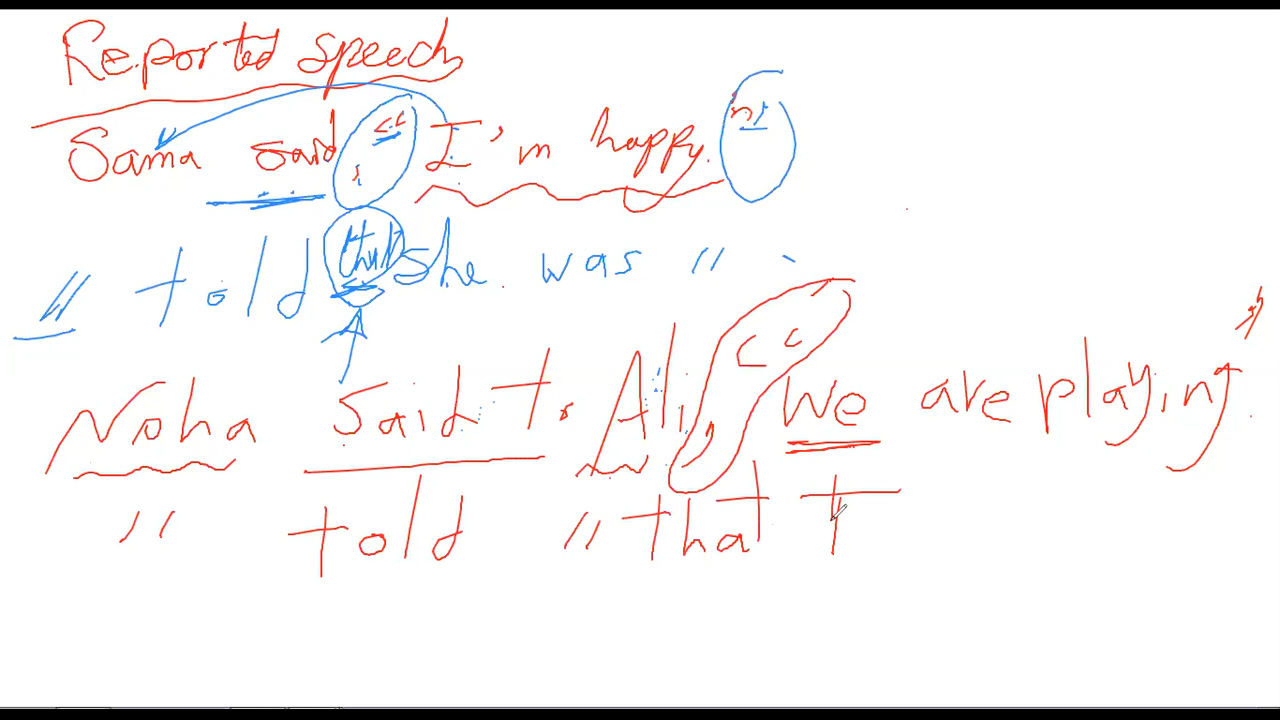 Reported speech
Sama said, " I'm happy. "
" told that she was " .
Noha said to Ali, " We are playing ".
" told " that t